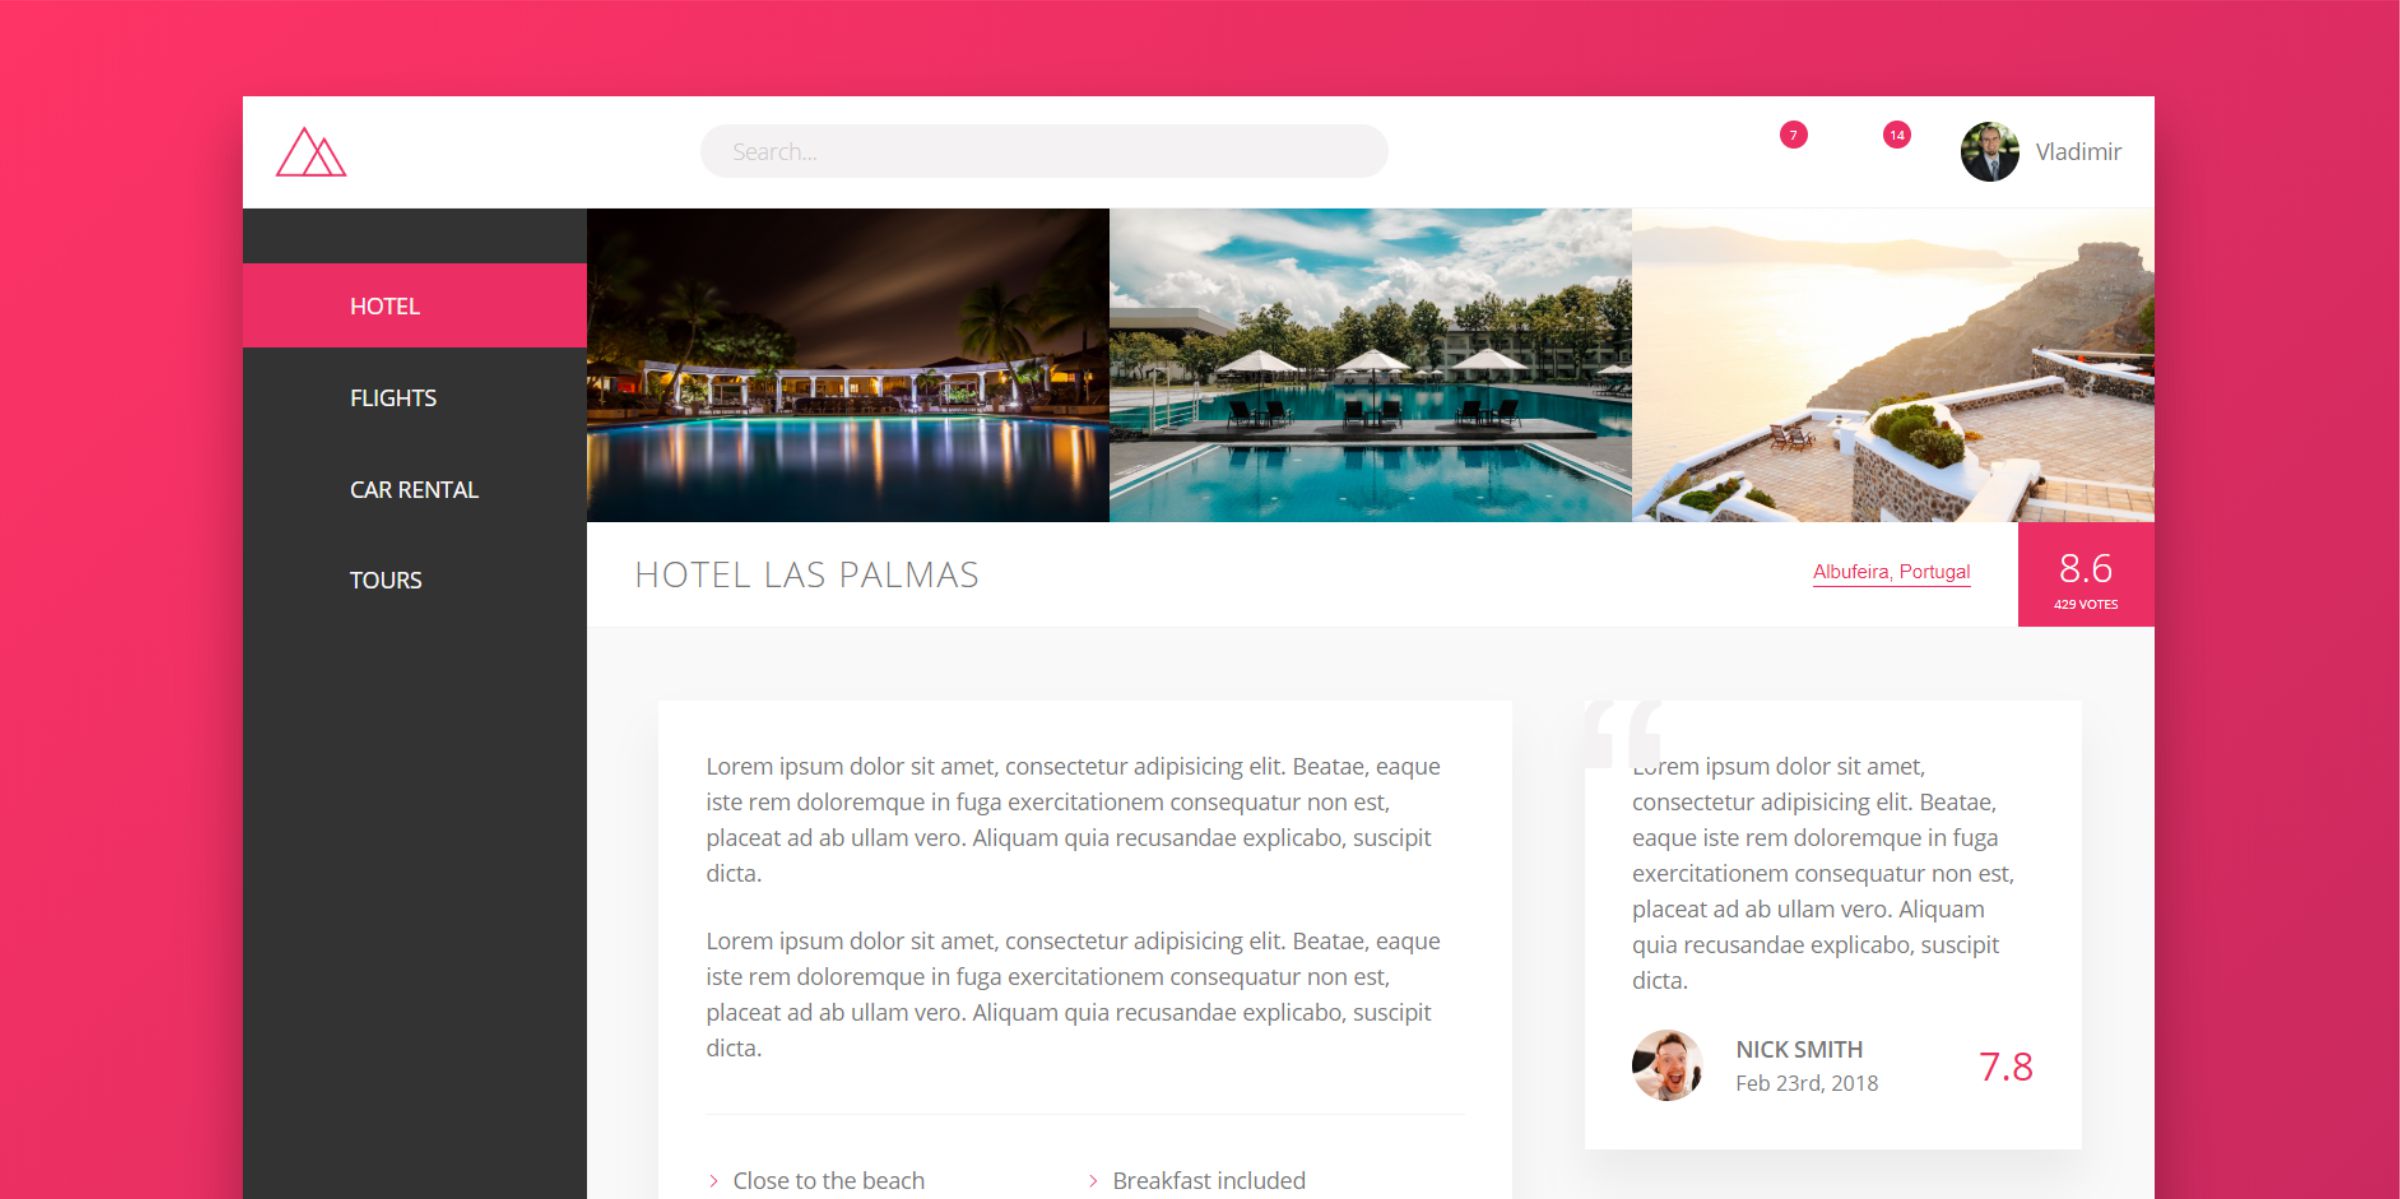 Search...
7
14
Vladimir
HOTEL
FLIGHTS
CAR RENTAL
TOURS
HOTEL LAS PALMAS
Albufeira, Portugal
8.6
429 VOTES
Lorem ipsum dolor sit amet, consectetur adipisicing elit. Beatae, eaque
iste rem doloremque in fuga exercitationem consequatur non est,
placeat ad ab ullam vero. Aliquam quia recusandae explicabo, suscipit
dicta.
Lorem ipsum dolor sit amet, consectetur adipisicing elit. Beatae, eaque
iste rem doloremque in fuga exercitationem consequatur non est,
placeat ad ab ullam vero. Aliquam quia recusandae explicabo, suscipit
dicta.
Close to the beach
Breakfast included
“
Lorem ipsum dolor sit amet,
consectetur adipisicing elit. Beatae,
eaque iste rem doloremque in fuga
exercitationem consequatur non est,
placeat ad ab ullam vero. Aliquam
quia recusandae explicabo, suscipit
dicta.
NICK SMITH
Feb 23rd, 2018
7.8